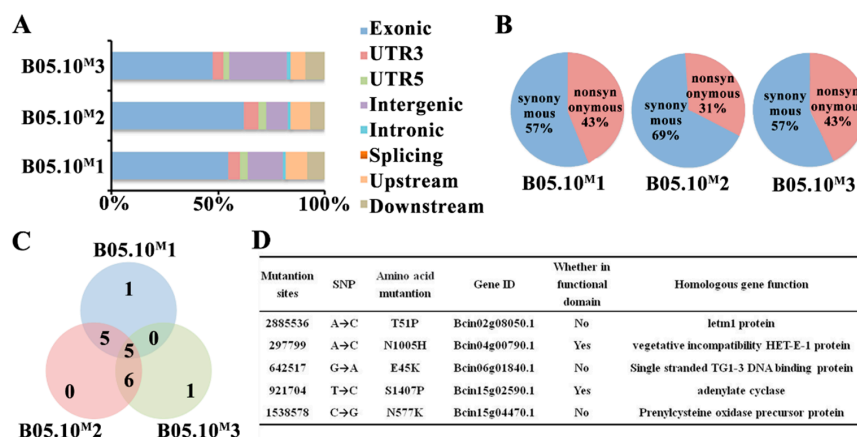 A
B05.10ᴹ3
B05.10ᴹ2
B05.10ᴹ1
0%
50%
100%
Exonic
UTR3
UTR5
Intergenic
Intronic
Splicing
Upstream
Downstream
B
synony
mous
57%
nonsyn
onymous
43%
B05.10ᴹ1
synony
mous
69%
nonsyn
onymous
31%
B05.10ᴹ2
synony
mous
57%
nonsyn
onymous
43%
B05.10ᴹ3
C
B05.10ᴹ1
1
5
0
5
6
0
1
B05.10ᴹ2
B05.10ᴹ3
D
Mutantion sites SNP Amino acid mutantion Gene ID Whether in functional domain Homologous gene function
2885536 A→C T51P Bcin02g08050.1 No letm1 protein
297799 A→C N1005H Bcin04g00790.1 Yes vegetative incompatibility HET-E-1 protein
642517 G→A E45K Bcin06g01840.1 No Single stranded TG1-3 DNA binding protein
921704 T→C S1407P Bcin15g02590.1 Yes adenylate cyclase
1538578 C→G N577K Bcin15g04470.1 No Prenylcysteine oxidase precursor protein